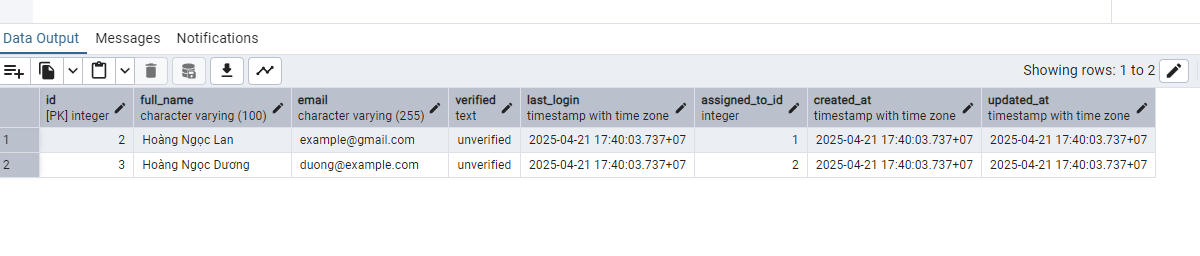 Data Output Messages Notifications
Showing rows: 1 to 2
id full_name email verified last_login assigned_to_id created_at updated_at
[PK] integer character varying (100) character varying (255) text timestamp with time zone integer timestamp with time zone timestamp with time zone
1 2 Hoàng Ngọc Lan example@gmail.com unverified 2025-04-21 17:40:03.737+07 1 2025-04-21 17:40:03.737+07 2025-04-21 17:40:03.737+07
2 3 Hoàng Ngọc Dương duong@example.com unverified 2025-04-21 17:40:03.737+07 2 2025-04-21 17:40:03.737+07 2025-04-21 17:40:03.737+07